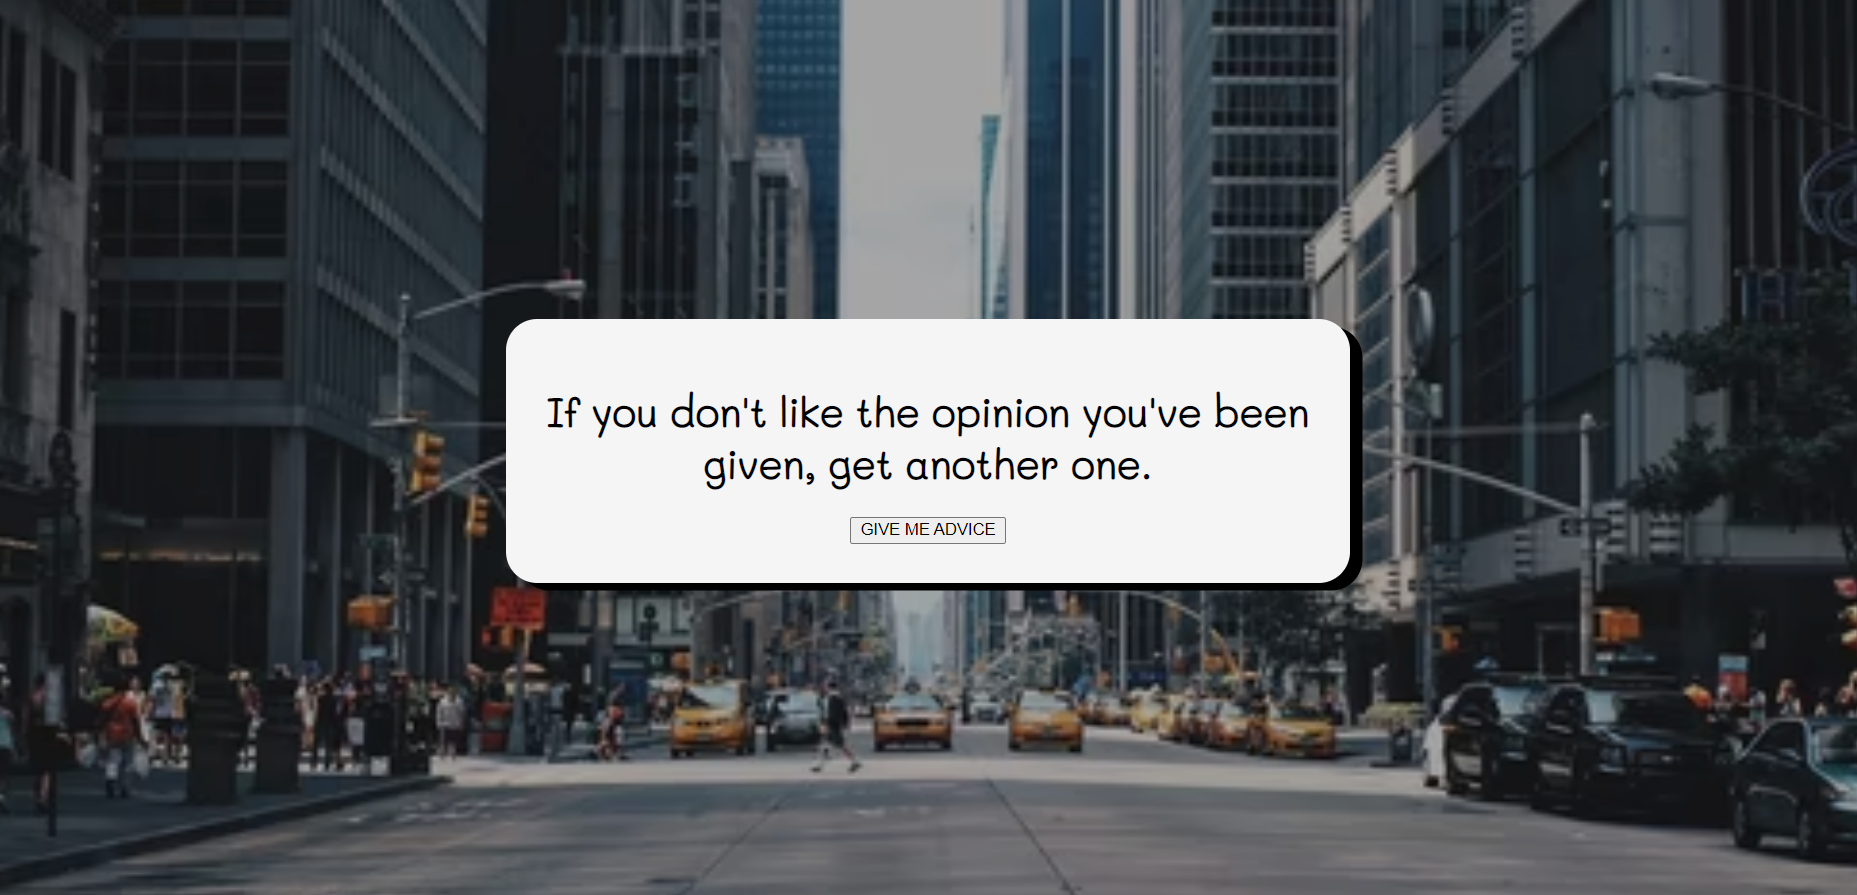 If you don't like the opinion you've been
given, get another one.
GIVE ME ADVICE